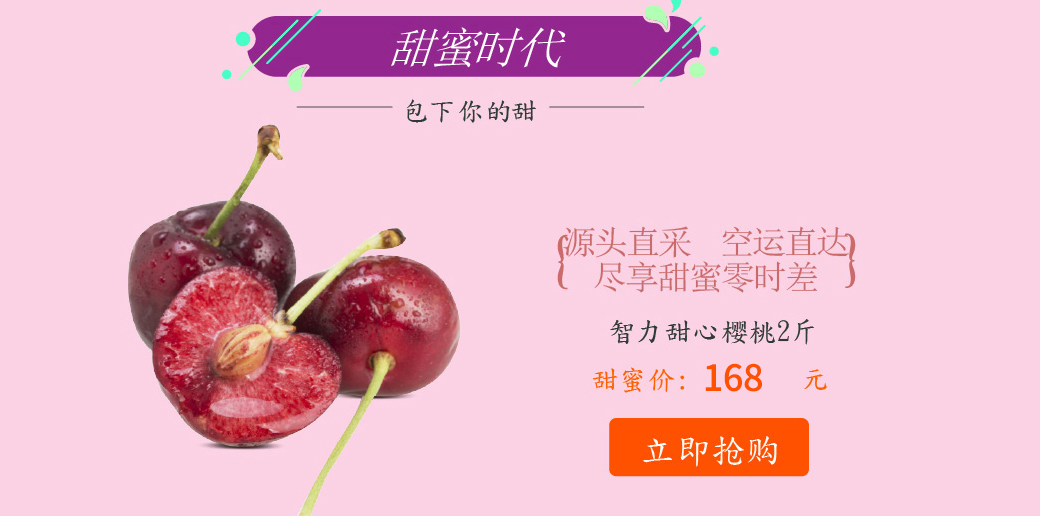 甜蜜时代
包下你的甜
源头直采 空运直达
尽享甜蜜零时差
智力甜心樱桃2斤
甜蜜价：168 元
立即抢购